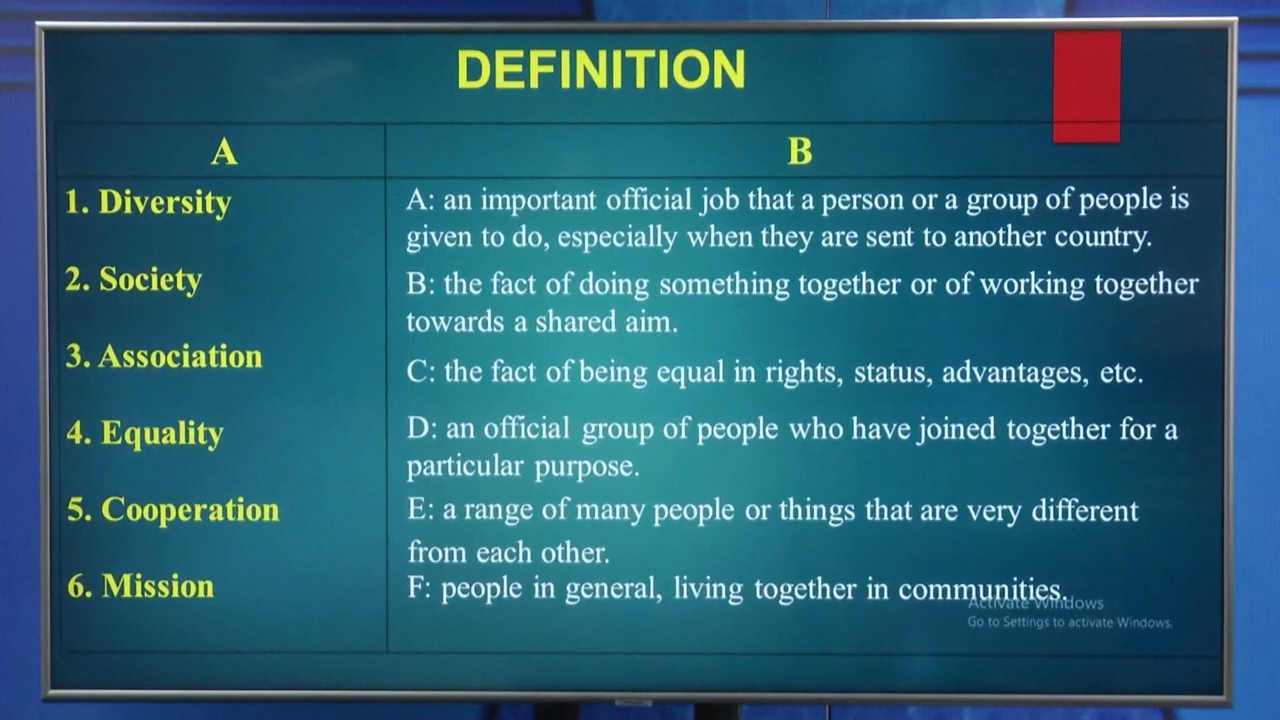 DEFINITION
A
B
1. Diversity
A: an important official job that a person or a group of people is
given to do, especially when they are sent to another country.
2. Society
B: the fact of doing something together or of working together
towards a shared aim.
3. Association
C: the fact of being equal in rights, status, advantages, etc.
4. Equality
D: an official group of people who have joined together for a
particular purpose.
5. Cooperation
E: a range of many people or things that are very different
from each other.
6. Mission
F: people in general, living together in communities.
Activate Windows
Go to Settings to activate Windows.